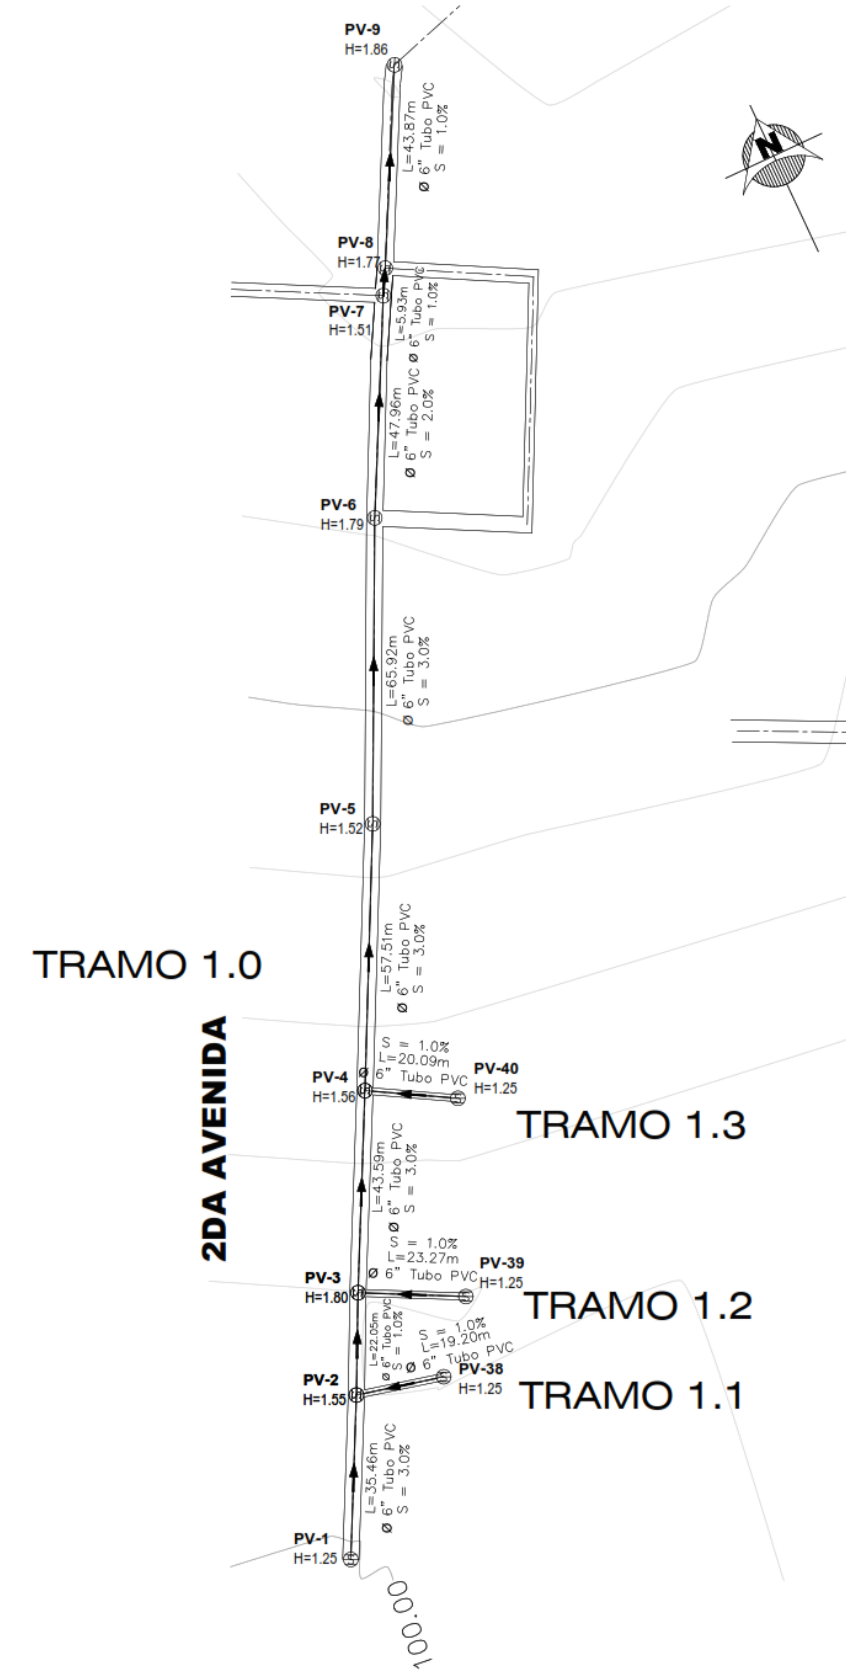 PV-9
H=1.86
L=43.87m
Ø 6" Tubo PVC
S = 1.0%
N
PV-8
H=1.77
L=5.93m
Ø 6" Tubo PVC
S = 1.0%
PV-7
H=1.51
L=47.96m
Ø 6" Tubo PVC
S = 2.0%
PV-6
H=1.79
L=65.92m
Ø 6" Tubo PVC
S = 3.0%
PV-5
H=1.52
L=57.51m
Ø 6" Tubo PVC
S = 3.0%
TRAMO 1.0
2DA AVENIDA
S = 1.0%
L=20.09m
Ø
6" Tubo PVC
PV-40
H=1.25
PV-4
H=1.56
TRAMO 1.3
L=43.59m
Ø 6" Tubo PVC
S = 3.0%
S = 1.0%
L=23.27m
Ø 6" Tubo PVC
PV-39
H=1.25
PV-3
H=1.80
TRAMO 1.2
L=22.05m
Ø 6" Tubo PVC
S = 1.0%
S = 1.0%
L=19.20m
Ø 6" Tubo PVC
PV-38
H=1.25
PV-2
H=1.55
TRAMO 1.1
L=35.46m
Ø 6" Tubo PVC
S = 3.0%
PV-1
H=1.25
100.00